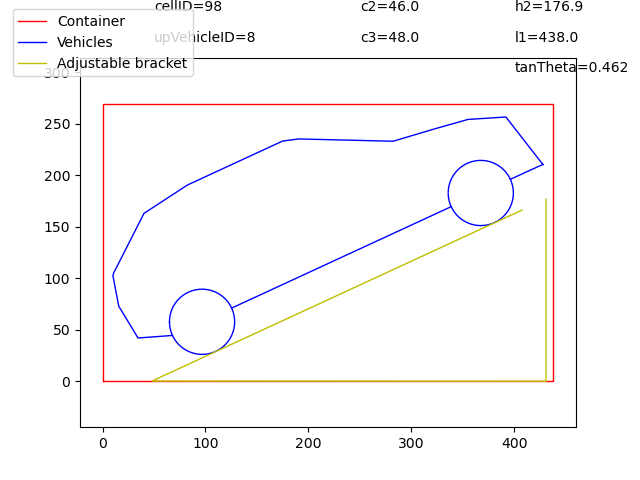 cellID=98 c2=46.0 h2=176.9
Container
Vehicles
upVehicleID=8 c3=48.0 l1=438.0
Adjustable bracket
tanTheta=0.462
300
250
200
150
100
50
0
0 100 200 300 400